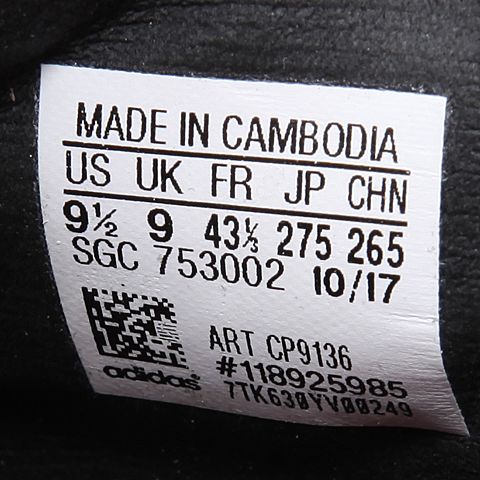 MADE IN CAMBODIA
US UK FR JP CHN
9½ 9 43⅓ 275 265
SGC 753002 10/17
ART CP9136
#118925985
adidas 7TK630YV00249